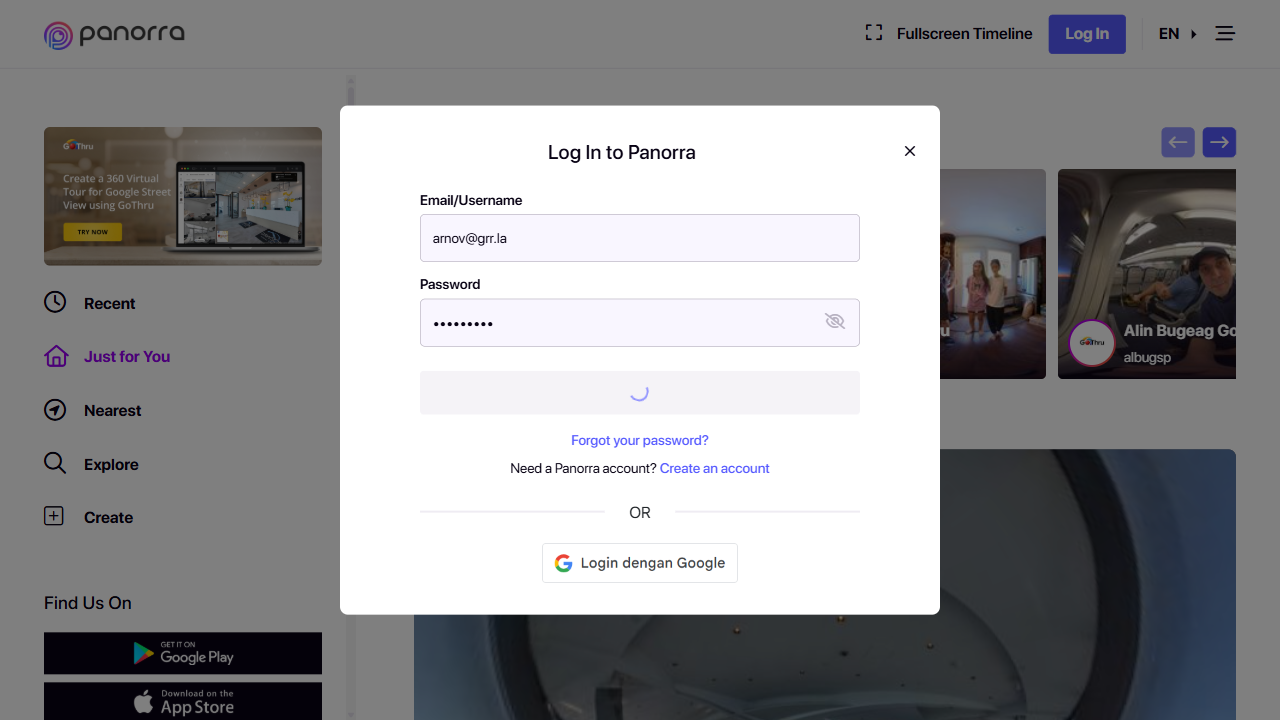 panorra
Fullscreen Timeline
Log In
EN
GoThru
Create a 360 Virtual
Tour for Google Street
View using GoThru
TRY NOW
Recent
Just for You
Nearest
Explore
Create
Find Us On
GET IT ON
Google Play
Download on the
App Store
Log In to Panorra
Email/Username
arnov@grr.la
Password
•••••••••
Forgot your password?
Need a Panorra account? Create an account
OR
Login dengan Google
GoThru
Alin Bugeag Go
albugsp